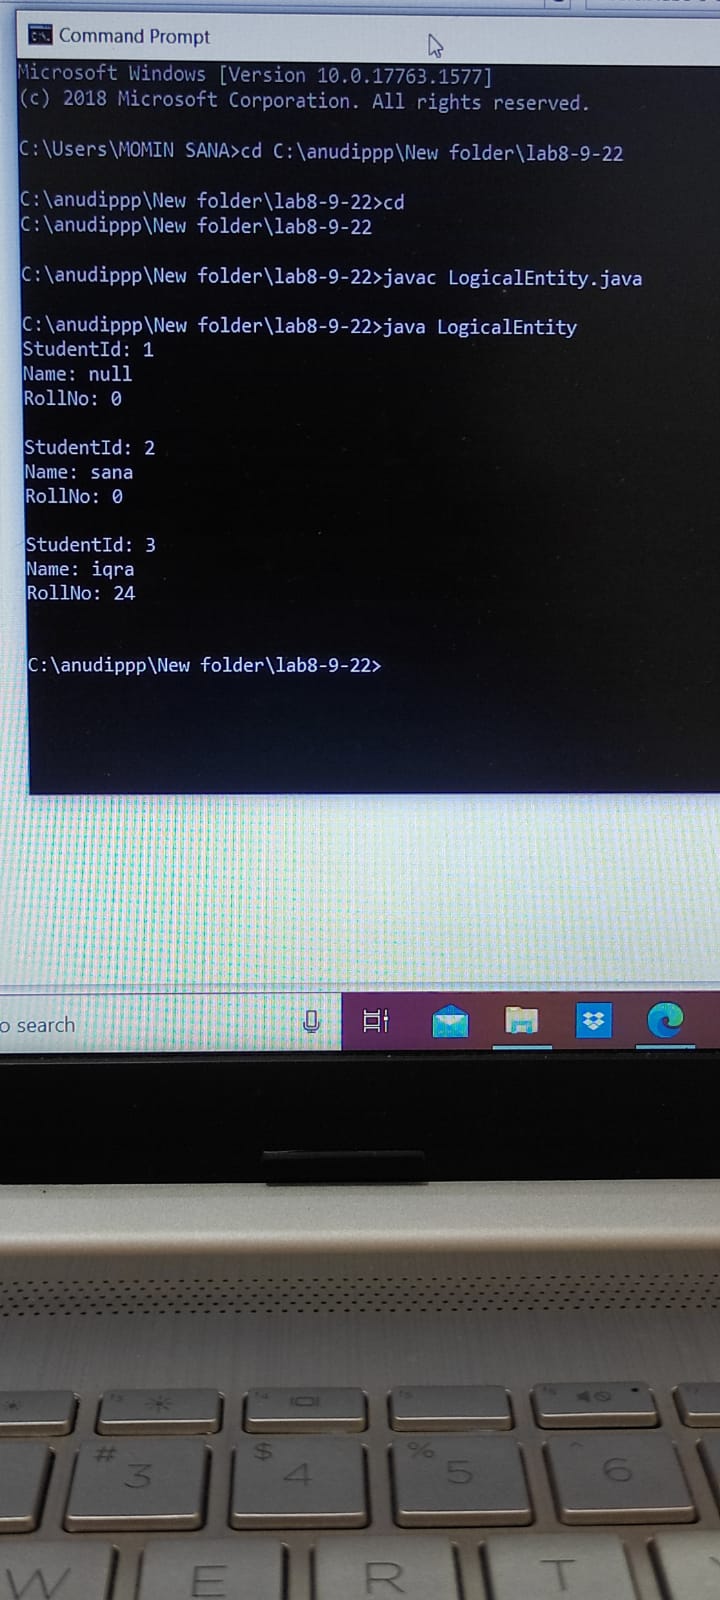 Command Prompt
Microsoft Windows [Version 10.0.17763.1577]
(c) 2018 Microsoft Corporation. All rights reserved.
C:\Users\MOMIN SANA>cd C:\anudippp\New folder\lab8-9-22
C:\anudippp\New folder\lab8-9-22>cd
C:\anudippp\New folder\lab8-9-22
C:\anudippp\New folder\lab8-9-22>javac LogicalEntity.java
C:\anudippp\New folder\lab8-9-22>java LogicalEntity
StudentId: 1
Name: null
RollNo: 0
StudentId: 2
Name: sana
RollNo: 0
StudentId: 3
Name: iqra
RollNo: 24
C:\anudippp\New folder\lab8-9-22>
o search
# 3 $ 4 % 5 ^ 6
W E R T